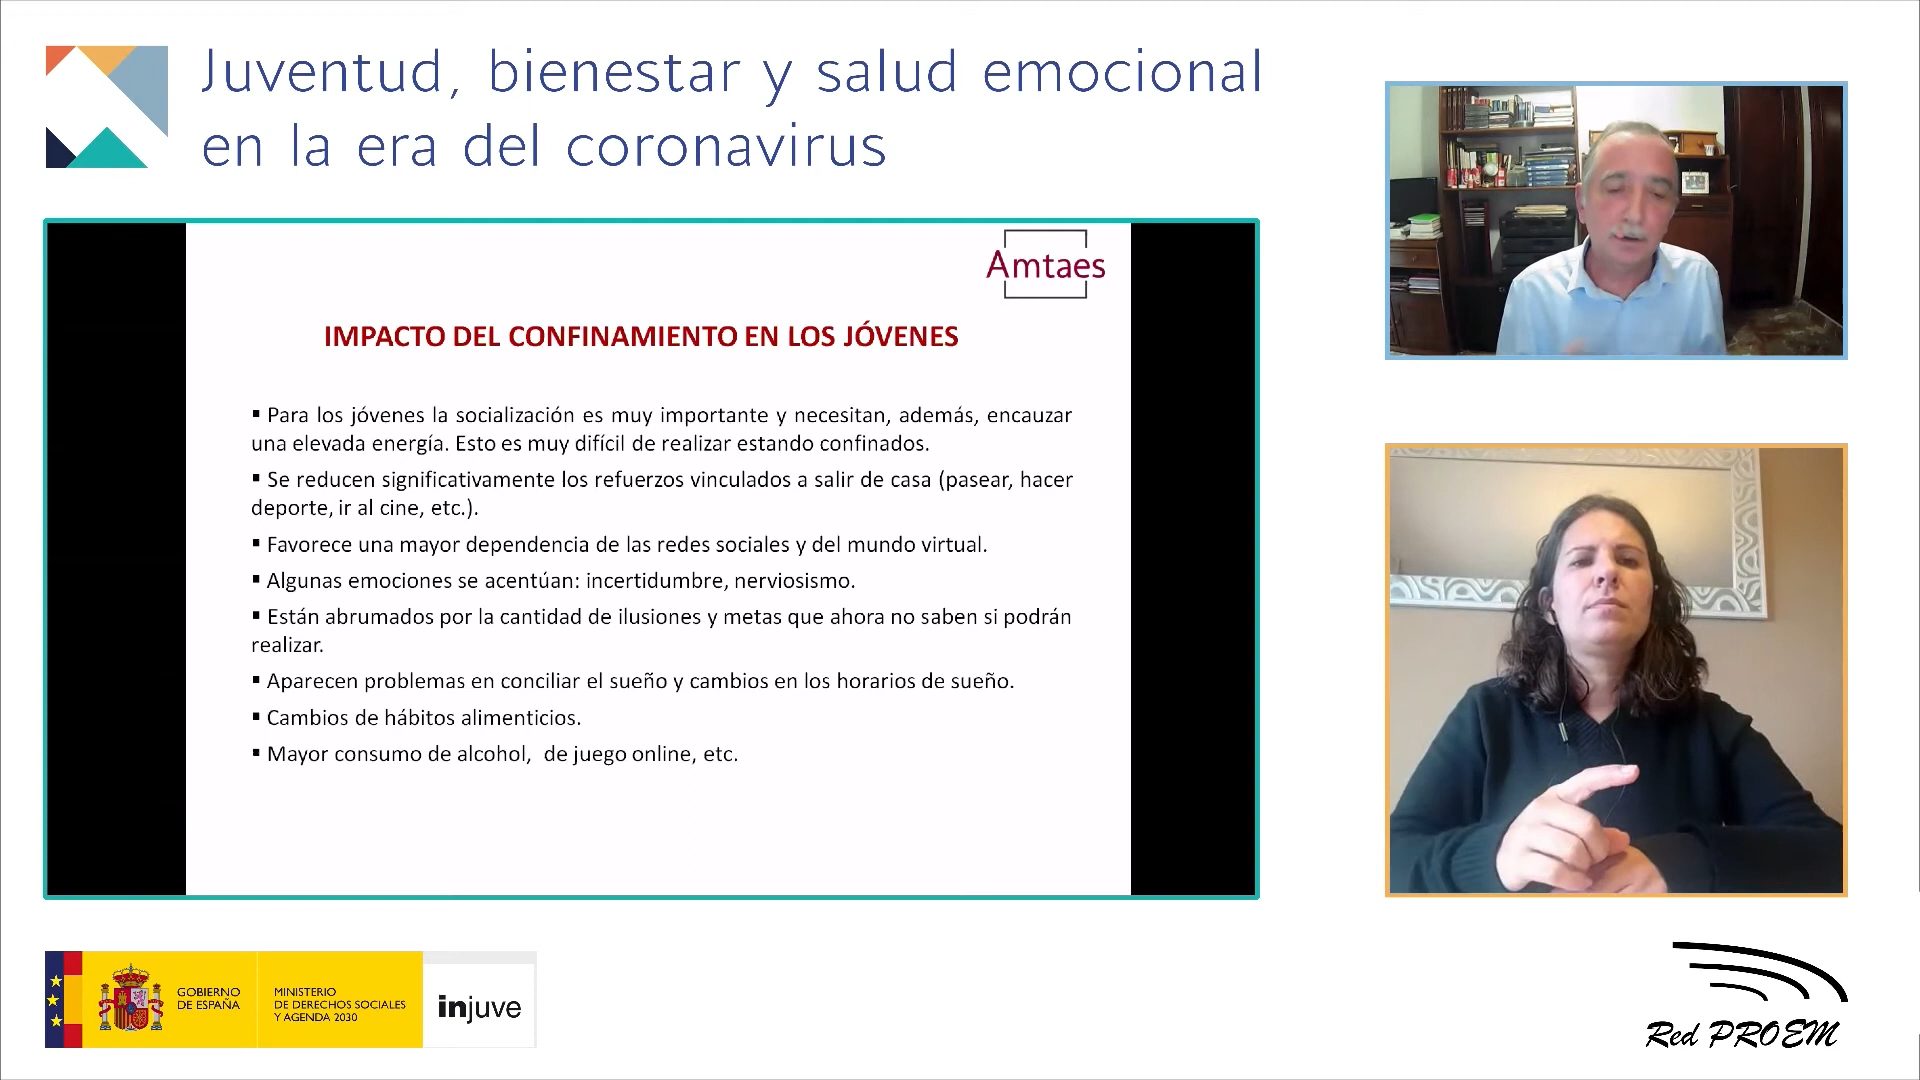 Juventud, bienestar y salud emocional
en la era del coronavirus
Amtaes
IMPACTO DEL CONFINAMIENTO EN LOS JÓVENES
▪ Para los jóvenes la socialización es muy importante y necesitan, además, encauzar
una elevada energía. Esto es muy difícil de realizar estando confinados.
▪ Se reducen significativamente los refuerzos vinculados a salir de casa (pasear, hacer
deporte, ir al cine, etc.).
▪ Favorece una mayor dependencia de las redes sociales y del mundo virtual.
▪ Algunas emociones se acentúan: incertidumbre, nerviosismo.
▪ Están abrumados por la cantidad de ilusiones y metas que ahora no saben si podrán
realizar.
▪ Aparecen problemas en conciliar el sueño y cambios en los horarios de sueño.
▪ Cambios de hábitos alimenticios.
▪ Mayor consumo de alcohol, de juego online, etc.
GOBIERNO
DE ESPAÑA
MINISTERIO
DE DERECHOS SOCIALES
Y AGENDA 2030
injuve
Red PROEM